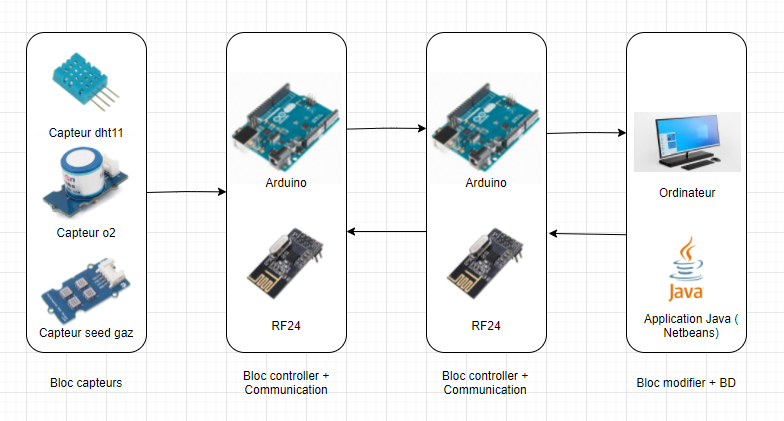 Capteur dht11
Capteur o2
Capteur seed gaz
Bloc capteurs
Arduino
RF24
Bloc controller +
Communication
Arduino
RF24
Bloc controller +
Communication
Ordinateur
Java
Application Java (
Netbeans)
Bloc modifier + BD